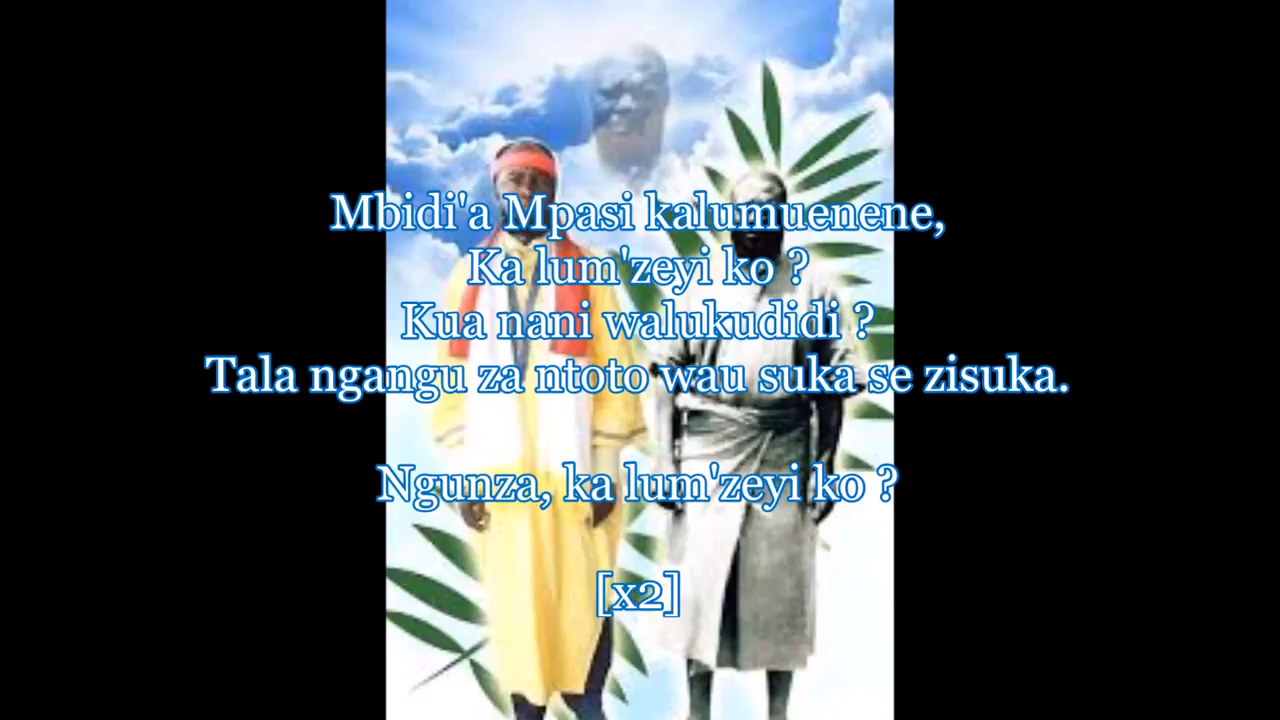 Mbidi'a Mpasi kalumuenene,
Ka lum'zeyi ko ?
Kua nani walukudidi ?
Tala ngangu za ntoto wau suka se zisuka.
Ngunza, ka lum'zeyi ko ?
[x2]